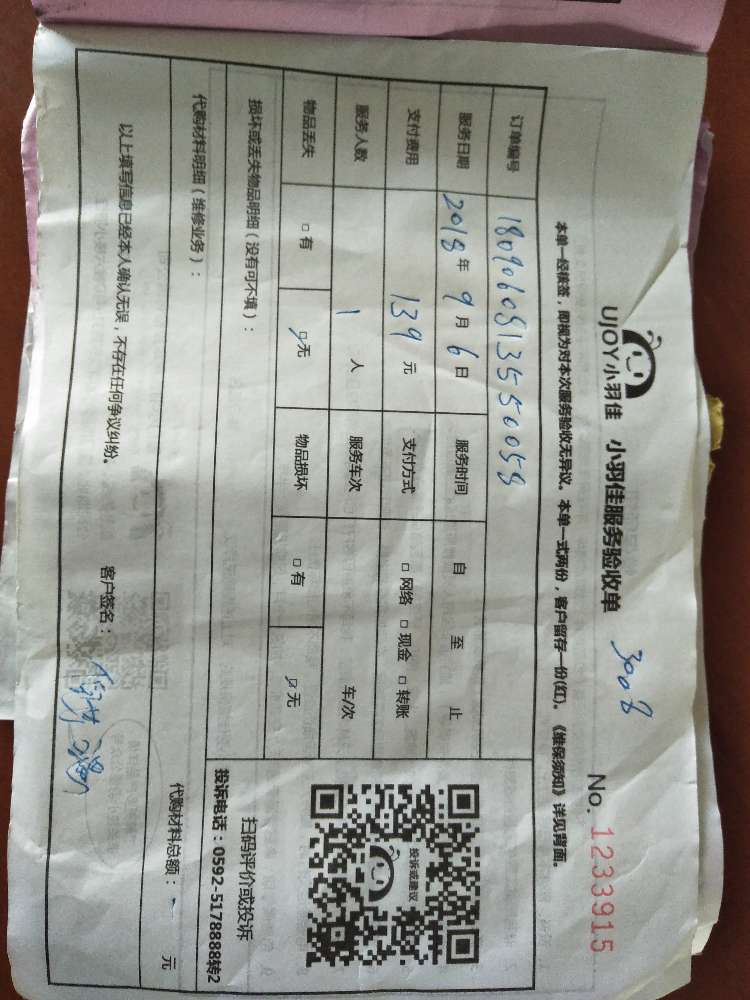 UJOY小羽佳 小羽佳服务验收单 3008 No. 1233915
本单一经核签，即视为对本次服务验收无异议。本单一式两份，客户留存一份(红)。《维保须知》详见背面。
订单编号 18090608135550058
服务日期 2018 年 9 月 6 日 服务时间 自 至 止
支付费用 139 元 支付方式 □ 网络 □ 现金 □ 转账
服务人数 1 人 服务车次 车/次
物品丢失 □ 有 ☑ 无 物品损坏 □ 有 ☑ 无
投诉或建议
扫码评价或投诉
投诉电话：0592-5178888转2
损坏或丢失物品明细（没有可不填）：
代购材料明细（维修业务）： 代购材料总额： 元
以上填写信息已经本人确认无误，不存在任何争议纠纷。 客户签名：